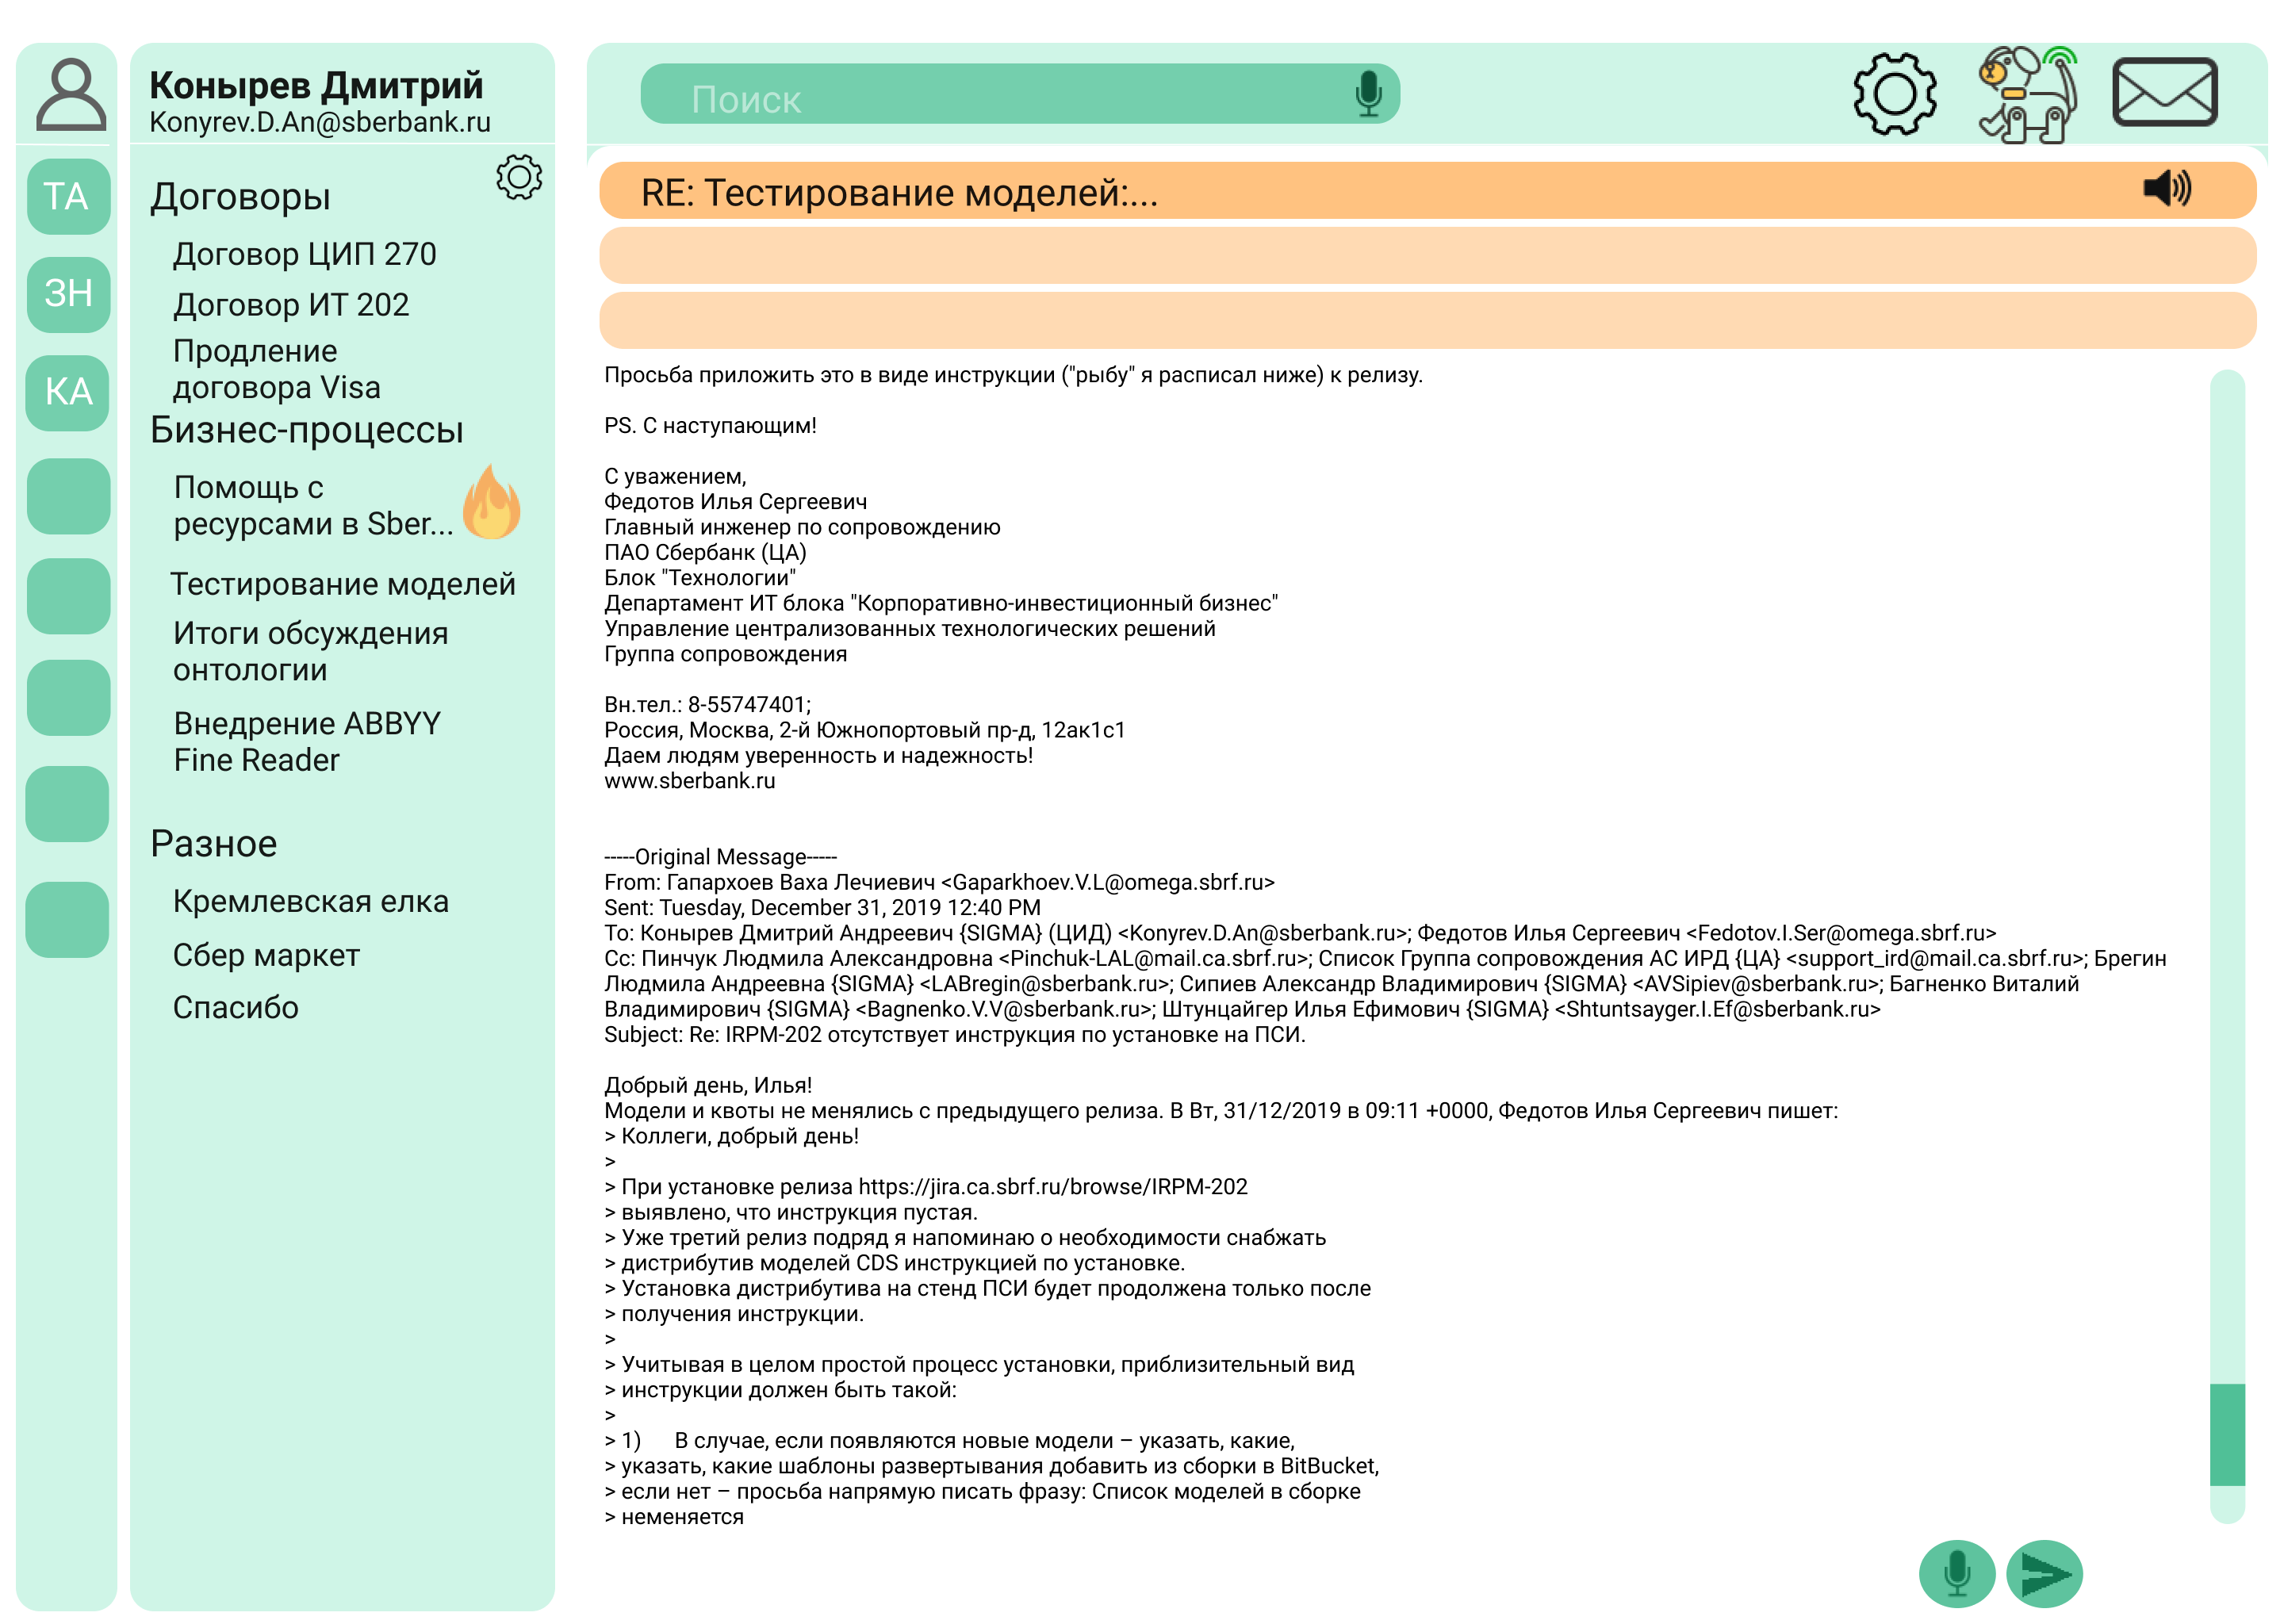 Конырев Дмитрий
Konyrev.D.An@sberbank.ru
ТА
ЗН
КА
Договоры
Договор ЦИП 270
Договор ИТ 202
Продление
договора Visa
Бизнес-процессы
Помощь с
ресурсами в Sber...
Тестирование моделей
Итоги обсуждения
онтологии
Внедрение ABBYY
Fine Reader
Разное
Кремлевская елка
Сбер маркет
Спасибо
Поиск
RE: Тестирование моделей:...
Просьба приложить это в виде инструкции ("рыбу" я расписал ниже) к релизу.
PS. С наступающим!
С уважением,
Федотов Илья Сергеевич
Главный инженер по сопровождению
ПАО Сбербанк (ЦА)
Блок "Технологии"
Департамент ИТ блока "Корпоративно-инвестиционный бизнес"
Управление централизованных технологических решений
Группа сопровождения
Вн.тел.: 8-55747401;
Россия, Москва, 2-й Южнопортовый пр-д, 12ак1с1
Даем людям уверенность и надежность!
www.sberbank.ru
-----Original Message-----
From: Гапархоев Ваха Лечиевич <Gaparkhoev.V.L@omega.sbrf.ru>
Sent: Tuesday, December 31, 2019 12:40 PM
To: Конырев Дмитрий Андреевич {SIGMA} (ЦИД) <Konyrev.D.An@sberbank.ru>; Федотов Илья Сергеевич <Fedotov.I.Ser@omega.sbrf.ru>
Cc: Пинчук Людмила Александровна <Pinchuk-LAL@mail.ca.sbrf.ru>; Список Группа сопровождения АС ИРД {ЦА} <support_ird@mail.ca.sbrf.ru>; Брегин
Людмила Андреевна {SIGMA} <LABregin@sberbank.ru>; Сипиев Александр Владимирович {SIGMA} <AVSipiev@sberbank.ru>; Багненко Виталий
Владимирович {SIGMA} <Bagnenko.V.V@sberbank.ru>; Штунцайгер Илья Ефимович {SIGMA} <Shtuntsayger.I.Ef@sberbank.ru>
Subject: Re: IRPM-202 отсутствует инструкция по установке на ПСИ.
Добрый день, Илья!
Модели и квоты не менялись с предыдущего релиза. В Вт, 31/12/2019 в 09:11 +0000, Федотов Илья Сергеевич пишет:
> Коллеги, добрый день!
>
> При установке релиза https://jira.ca.sbrf.ru/browse/IRPM-202
> выявлено, что инструкция пустая.
> Уже третий релиз подряд я напоминаю о необходимости снабжать
> дистрибутив моделей CDS инструкцией по установке.
> Установка дистрибутива на стенд ПСИ будет продолжена только после
> получения инструкции.
>
> Учитывая в целом простой процесс установки, приблизительный вид
> инструкции должен быть такой:
>
> 1) В случае, если появляются новые модели – указать, какие,
> указать, какие шаблоны развертывания добавить из сборки в BitBucket,
> если нет – просьба напрямую писать фразу: Список моделей в сборке
> неменяется